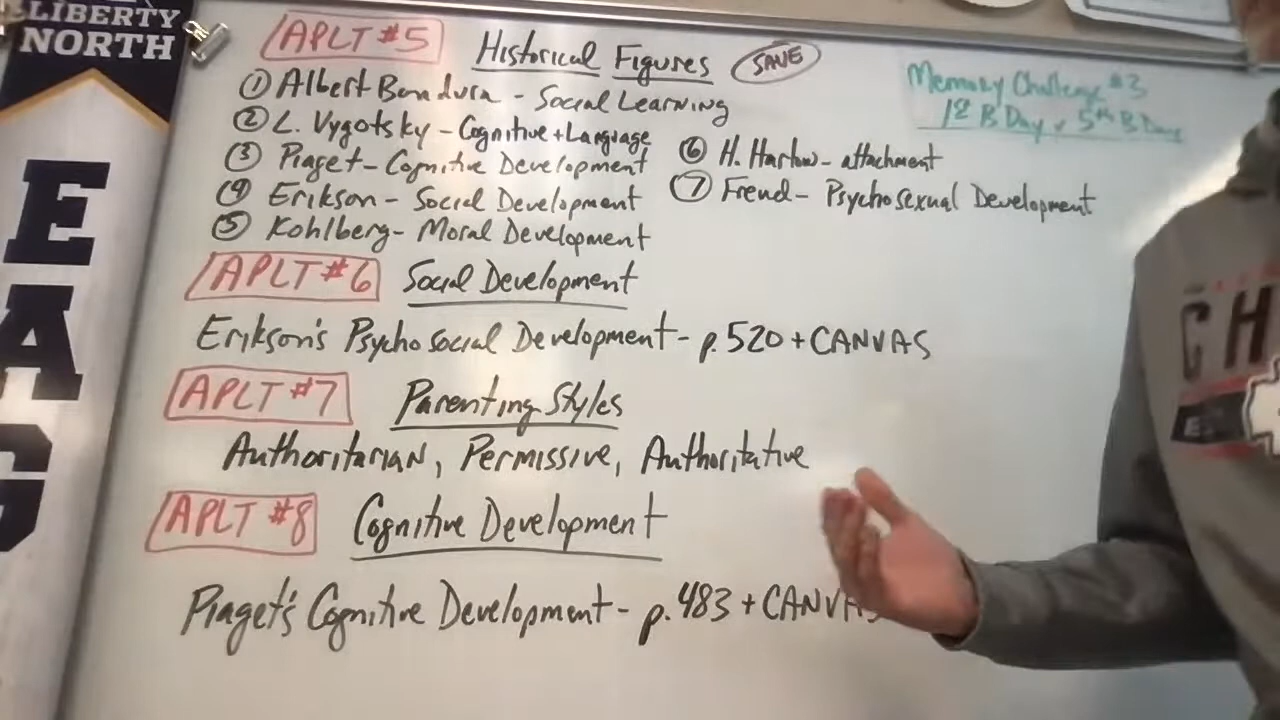 LIBERTY
NORTH
EAG
APLT #5 Historical Figures SAVE
① Albert Bandura - Social Learning
② L. Vygotsky - Cognitive + Language
③ Piaget - Cognitive Development
④ Erikson - Social Development
⑤ Kohlberg - Moral Development
⑥ H. Harlow - attachment
⑦ Freud - Psychosexual Development
Memory Challenge #3
1st B Day, 5th B Day
APLT #6 Social Development
Erikson's Psychosocial Development - p. 520 + CANVAS
APLT #7 Parenting Styles
Authoritarian, Permissive, Authoritative
APLT #8 Cognitive Development
Piaget's Cognitive Development - p. 483 + CANVAS
CH